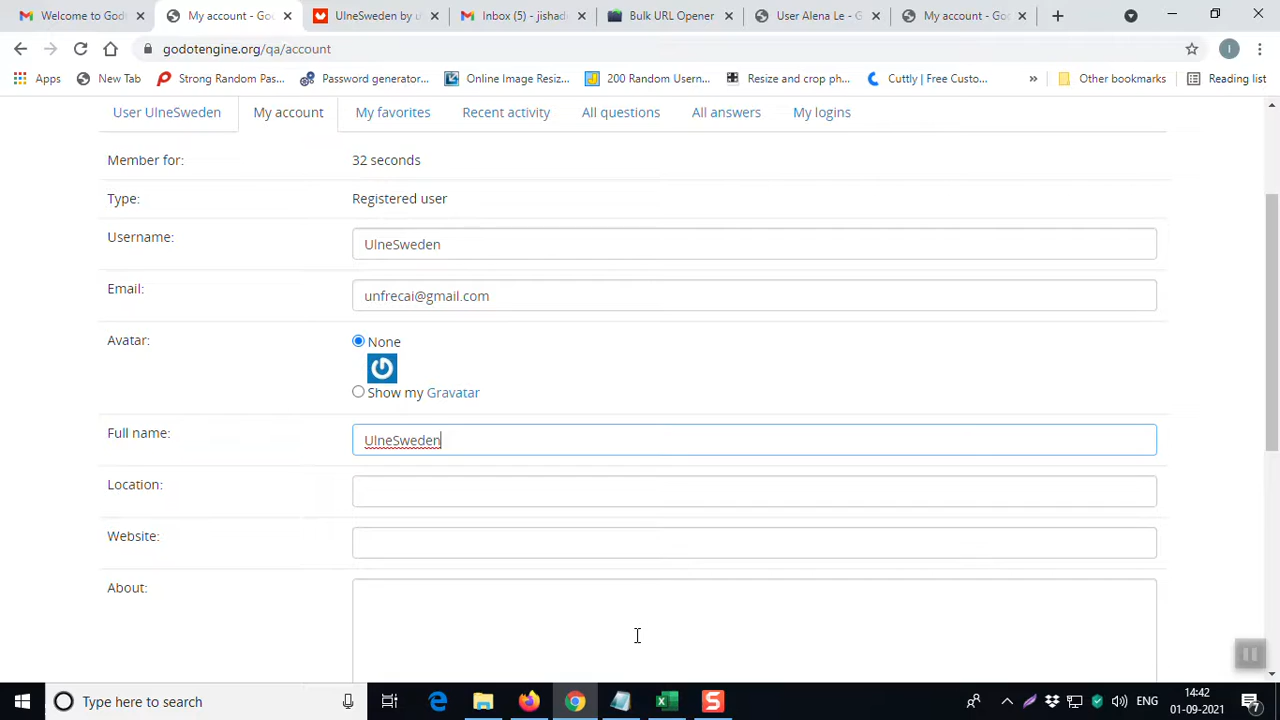 Welcome to God
My account - God
UlneSweden by u
Inbox (5) - jishad
Bulk URL Opener
User Alena Le - G
My account - God
godotengine.org/qa/account
I
Apps
New Tab
Strong Random Pas...
Password generator...
Online Image Resiz...
200 Random Usern...
Resize and crop ph...
Cuttly | Free Custo...
»
Other bookmarks
Reading list
User UlneSweden
My account
My favorites
Recent activity
All questions
All answers
My logins
Member for: 32 seconds
Type: Registered user
Username: UlneSweden
Email: unfrecai@gmail.com
Avatar: None
Show my Gravatar
Full name: UlneSweden
Location:
Website:
About:
Type here to search
ENG
14:42
01-09-2021
7